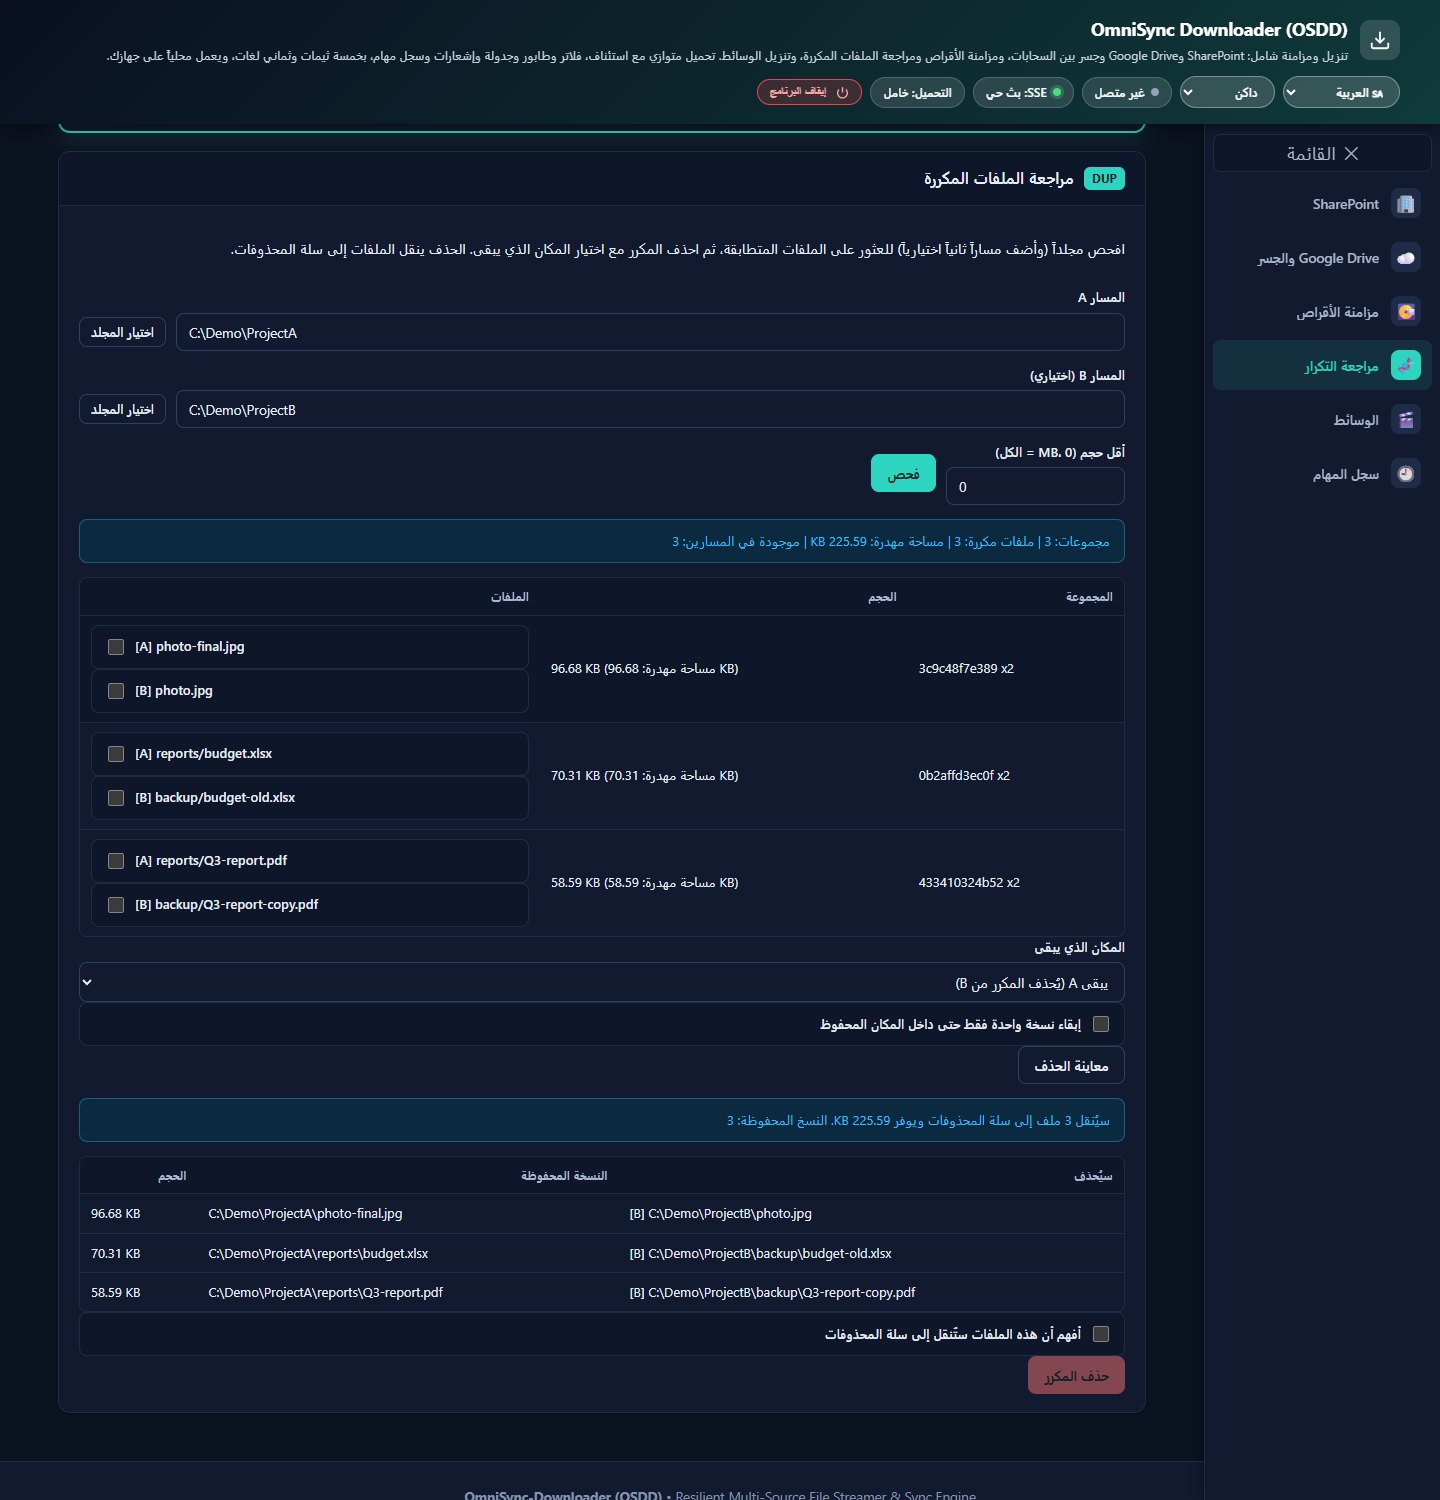 OmniSync Downloader (OSDD)
تنزيل ومزامنة شامل: SharePoint وGoogle Drive وجسر بين السحابات، ومزامنة الأقراص ومراجعة الملفات المكررة، وتنزيل الوسائط. تحميل متوازي مع استئناف، فلاتر وطابور وجدولة وإشعارات وسجل مهام، بخمسة ثيمات وثماني لغات، ويعمل محلياً على جهازك.
SA العربية
داكن
غير متصل
SSE: بث حي
التحميل: خامل
إيقاف البرنامج
القائمة
SharePoint
Google Drive والجسر
مزامنة الأقراص
مراجعة التكرار
الوسائط
سجل المهام
DUP مراجعة الملفات المكررة
افحص مجلداً (وأضف مساراً ثانياً اختيارياً) للعثور على الملفات المتطابقة، ثم احذف المكرر مع اختيار المكان الذي يبقى. الحذف ينقل الملفات إلى سلة المحذوفات.
المسار A
C:\Demo\ProjectA
اختيار المجلد
المسار B (اختياري)
C:\Demo\ProjectB
اختيار المجلد
أقل حجم (MB، 0 = الكل)
0
فحص
مجموعات: 3 | ملفات مكررة: 3 | مساحة مهدرة: 225.59 KB | موجودة في المسارين: 3
المجموعة الحجم الملفات
3c9c48f7e389 x2
96.68 KB (مساحة مهدرة: 96.68 KB)
[A] photo-final.jpg
[B] photo.jpg
0b2affd3ec0f x2
70.31 KB (مساحة مهدرة: 70.31 KB)
[A] reports/budget.xlsx
[B] backup/budget-old.xlsx
433410324b52 x2
58.59 KB (مساحة مهدرة: 58.59 KB)
[A] reports/Q3-report.pdf
[B] backup/Q3-report-copy.pdf
المكان الذي يبقى
يبقى A (يُحذف المكرر من B)
إبقاء نسخة واحدة فقط حتى داخل المكان المحفوظ
معاينة الحذف
سيُنقل 3 ملف إلى سلة المحذوفات ويوفر 225.59 KB. النسخ المحفوظة: 3
سيُحذف النسخة المحفوظة الحجم
[B] C:\Demo\ProjectB\photo.jpg C:\Demo\ProjectA\photo-final.jpg 96.68 KB
[B] C:\Demo\ProjectB\backup\budget-old.xlsx C:\Demo\ProjectA\reports\budget.xlsx 70.31 KB
[B] C:\Demo\ProjectB\backup\Q3-report-copy.pdf C:\Demo\ProjectA\reports\Q3-report.pdf 58.59 KB
أفهم أن هذه الملفات ستُنقل إلى سلة المحذوفات
حذف المكرر
OmniSync-Downloader (OSDD) • Resilient Multi-Source File Streamer & Sync Engine